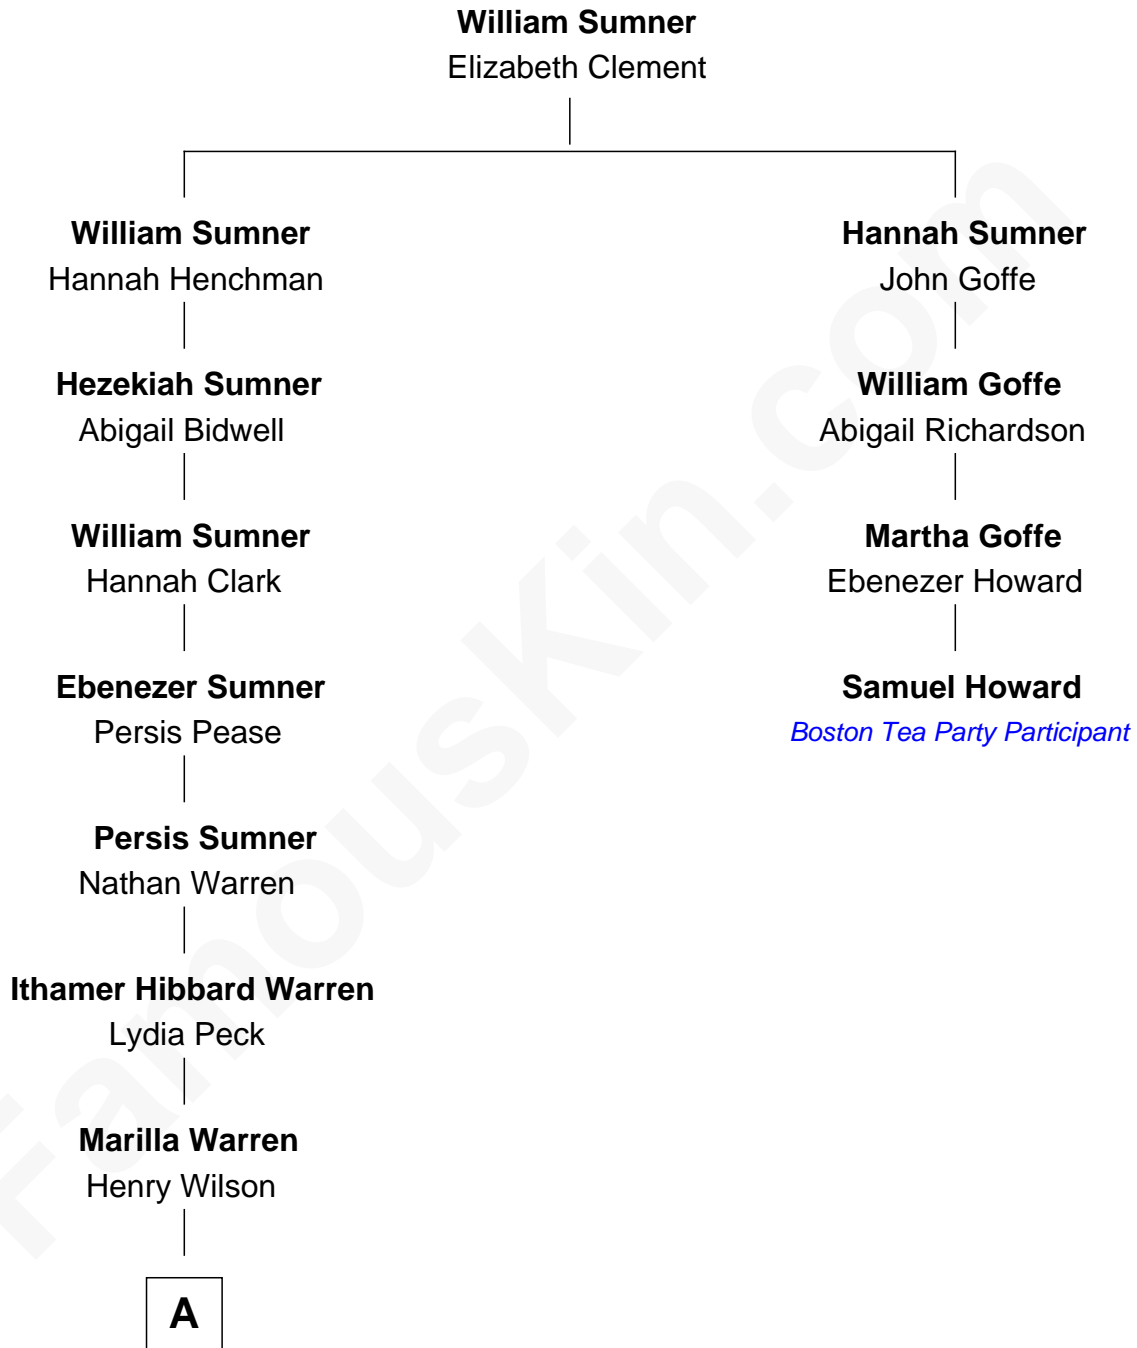 William Sumner
Elizabeth Clement
William Sumner
Hannah Henchman
Hannah Sumner
John Goffe
Hezekiah Sumner
Abigail Bidwell
William Goffe
Abigail Richardson
William Sumner
Hannah Clark
Martha Goffe
Ebenezer Howard
Ebenezer Sumner
Persis Pease
Samuel Howard
Boston Tea Party Participant
Persis Sumner
Nathan Warren
Ithamer Hibbard Warren
Lydia Peck
Marilla Warren
Henry Wilson
A
FamousKin.com